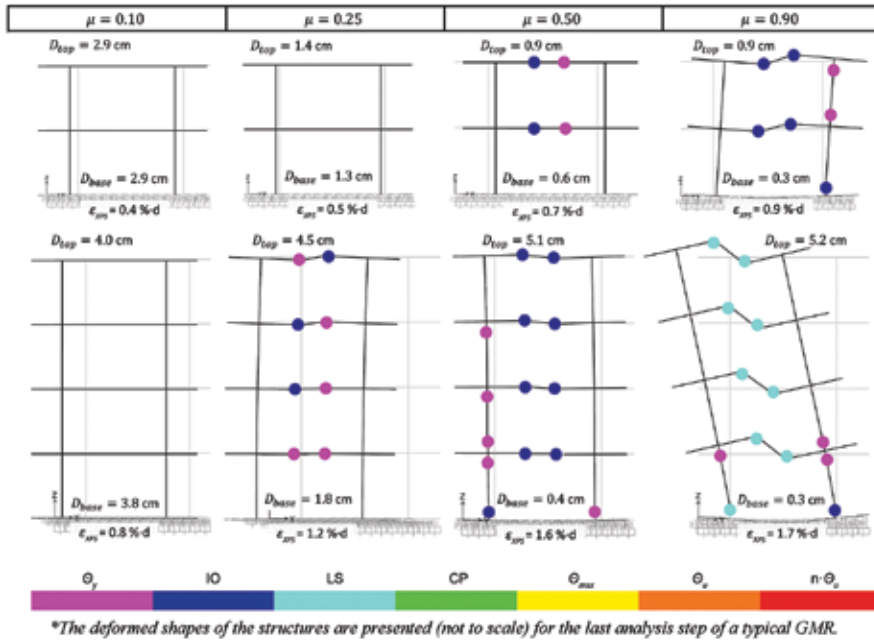 μ = 0.10 μ = 0.25 μ = 0.50 μ = 0.90
D_top = 2.9 cm D_top = 1.4 cm D_top = 0.9 cm D_top = 0.9 cm
D_base = 2.9 cm D_base = 1.3 cm D_base = 0.6 cm D_base = 0.3 cm
ε_XPS = 0.4 %·d ε_XPS = 0.5 %·d ε_XPS = 0.7 %·d ε_XPS = 0.9 %·d
D_top = 4.0 cm D_top = 4.5 cm D_top = 5.1 cm D_top = 5.2 cm
D_base = 3.8 cm D_base = 1.8 cm D_base = 0.4 cm D_base = 0.3 cm
ε_XPS = 0.8 %·d ε_XPS = 1.2 %·d ε_XPS = 1.6 %·d ε_XPS = 1.7 %·d
Θ_y IO LS CP Θ_max Θ_u n·Θ_u
*The deformed shapes of the structures are presented (not to scale) for the last analysis step of a typical GMR.